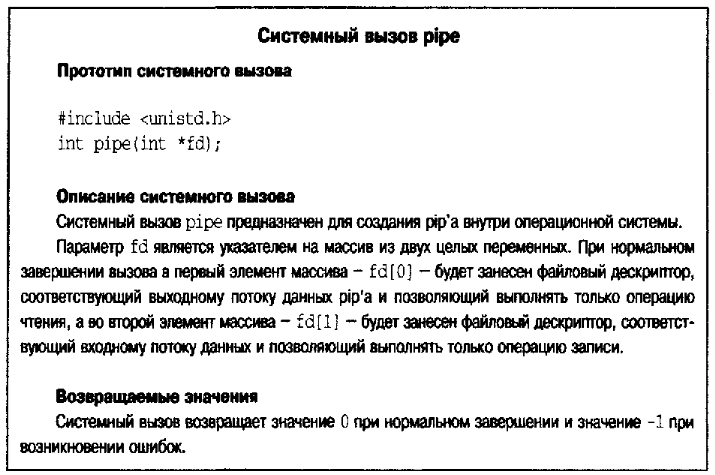 Системный вызов pipe
Прототип системного вызова
#include <unistd.h>
int pipe(int *fd);
Описание системного вызова
Системный вызов pipe предназначен для создания pip'а внутри операционной системы.
Параметр fd является указателем на массив из двух целых переменных. При нормальном
завершении вызова в первый элемент массива – fd[0] – будет занесен файловый дескриптор,
соответствующий выходному потоку данных pip'а и позволяющий выполнять только операцию
чтения, а во второй элемент массива – fd[1] – будет занесен файловый дескриптор, соответст-
вующий входному потоку данных и позволяющий выполнять только операцию записи.
Возвращаемые значения
Системный вызов возвращает значение 0 при нормальном завершении и значение -1 при
возникновении ошибок.